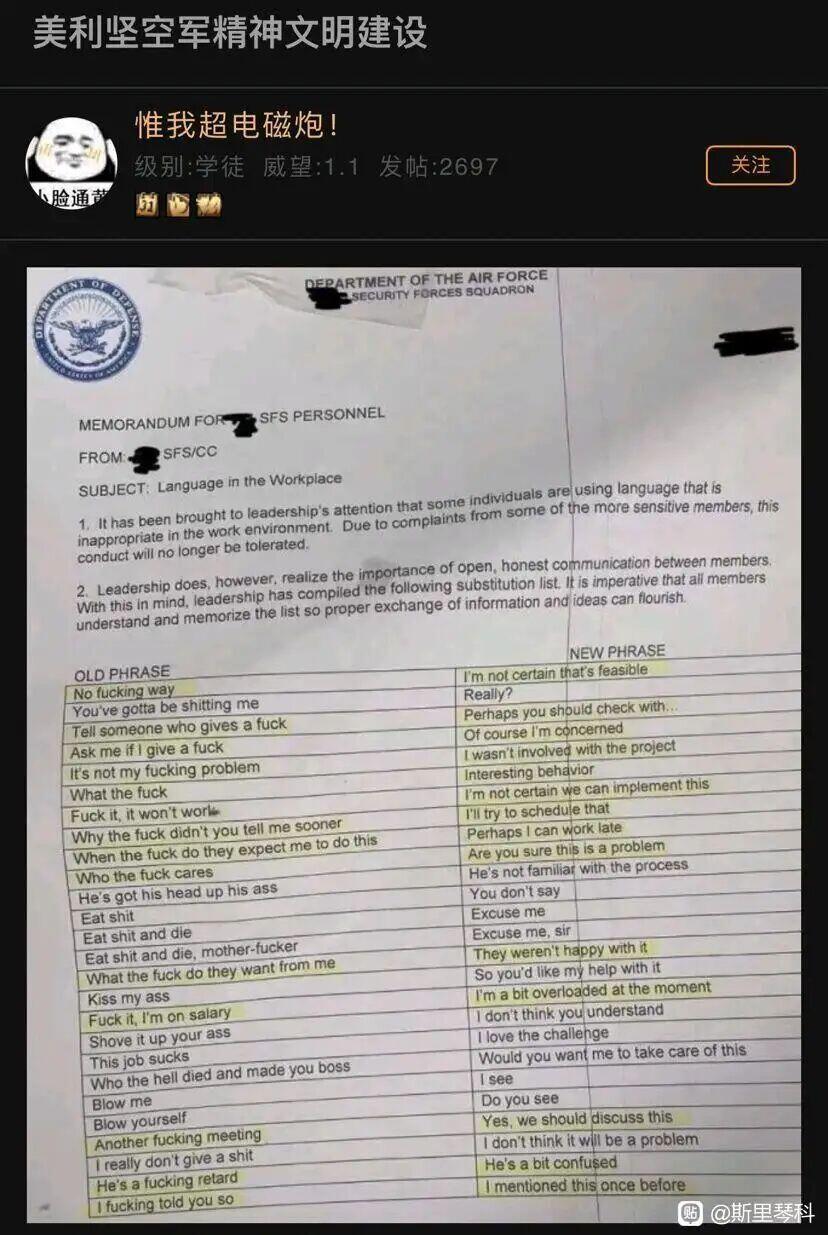 美利坚空军精神文明建设
惟我超电磁炮!
级别:学徒 威望:1.1 发帖:2697
关注
小脸通黄
31
DEPARTMENT OF DEFENSE
UNITED STATES OF AMERICA
DEPARTMENT OF THE AIR FORCE
SECURITY FORCES SQUADRON
MEMORANDUM FOR SFS PERSONNEL
FROM: SFS/CC
SUBJECT: Language in the Workplace
1. It has been brought to leadership's attention that some individuals are using language that is
inappropriate in the work environment. Due to complaints from some of the more sensitive members, this
conduct will no longer be tolerated.
2. Leadership does, however, realize the importance of open, honest communication between members.
With this in mind, leadership has compiled the following substitution list. It is imperative that all members
understand and memorize the list so proper exchange of information and ideas can flourish.
OLD PHRASE NEW PHRASE
No fucking way I'm not certain that's feasible
You've gotta be shitting me Really?
Tell someone who gives a fuck Perhaps you should check with...
Ask me if I give a fuck Of course I'm concerned
It's not my fucking problem I wasn't involved with the project
What the fuck Interesting behavior
Fuck it, it won't work I'm not certain we can implement this
Why the fuck didn't you tell me sooner I'll try to schedule that
When the fuck do they expect me to do this Perhaps I can work late
Who the fuck cares Are you sure this is a problem
He's got his head up his ass He's not familiar with the process
Eat shit You don't say
Eat shit and die Excuse me
Eat shit and die, mother-fucker Excuse me, sir
What the fuck do they want from me They weren't happy with it
Kiss my ass So you'd like my help with it
Fuck it, I'm on salary I'm a bit overloaded at the moment
Shove it up your ass I don't think you understand
This job sucks I love the challenge
Who the hell died and made you boss Would you want me to take care of this
Blow me I see
Blow yourself Do you see
Another fucking meeting Yes, we should discuss this
I really don't give a shit I don't think it will be a problem
He's a fucking retard He's a bit confused
I fucking told you so I mentioned this once before
贴 @斯里琴科